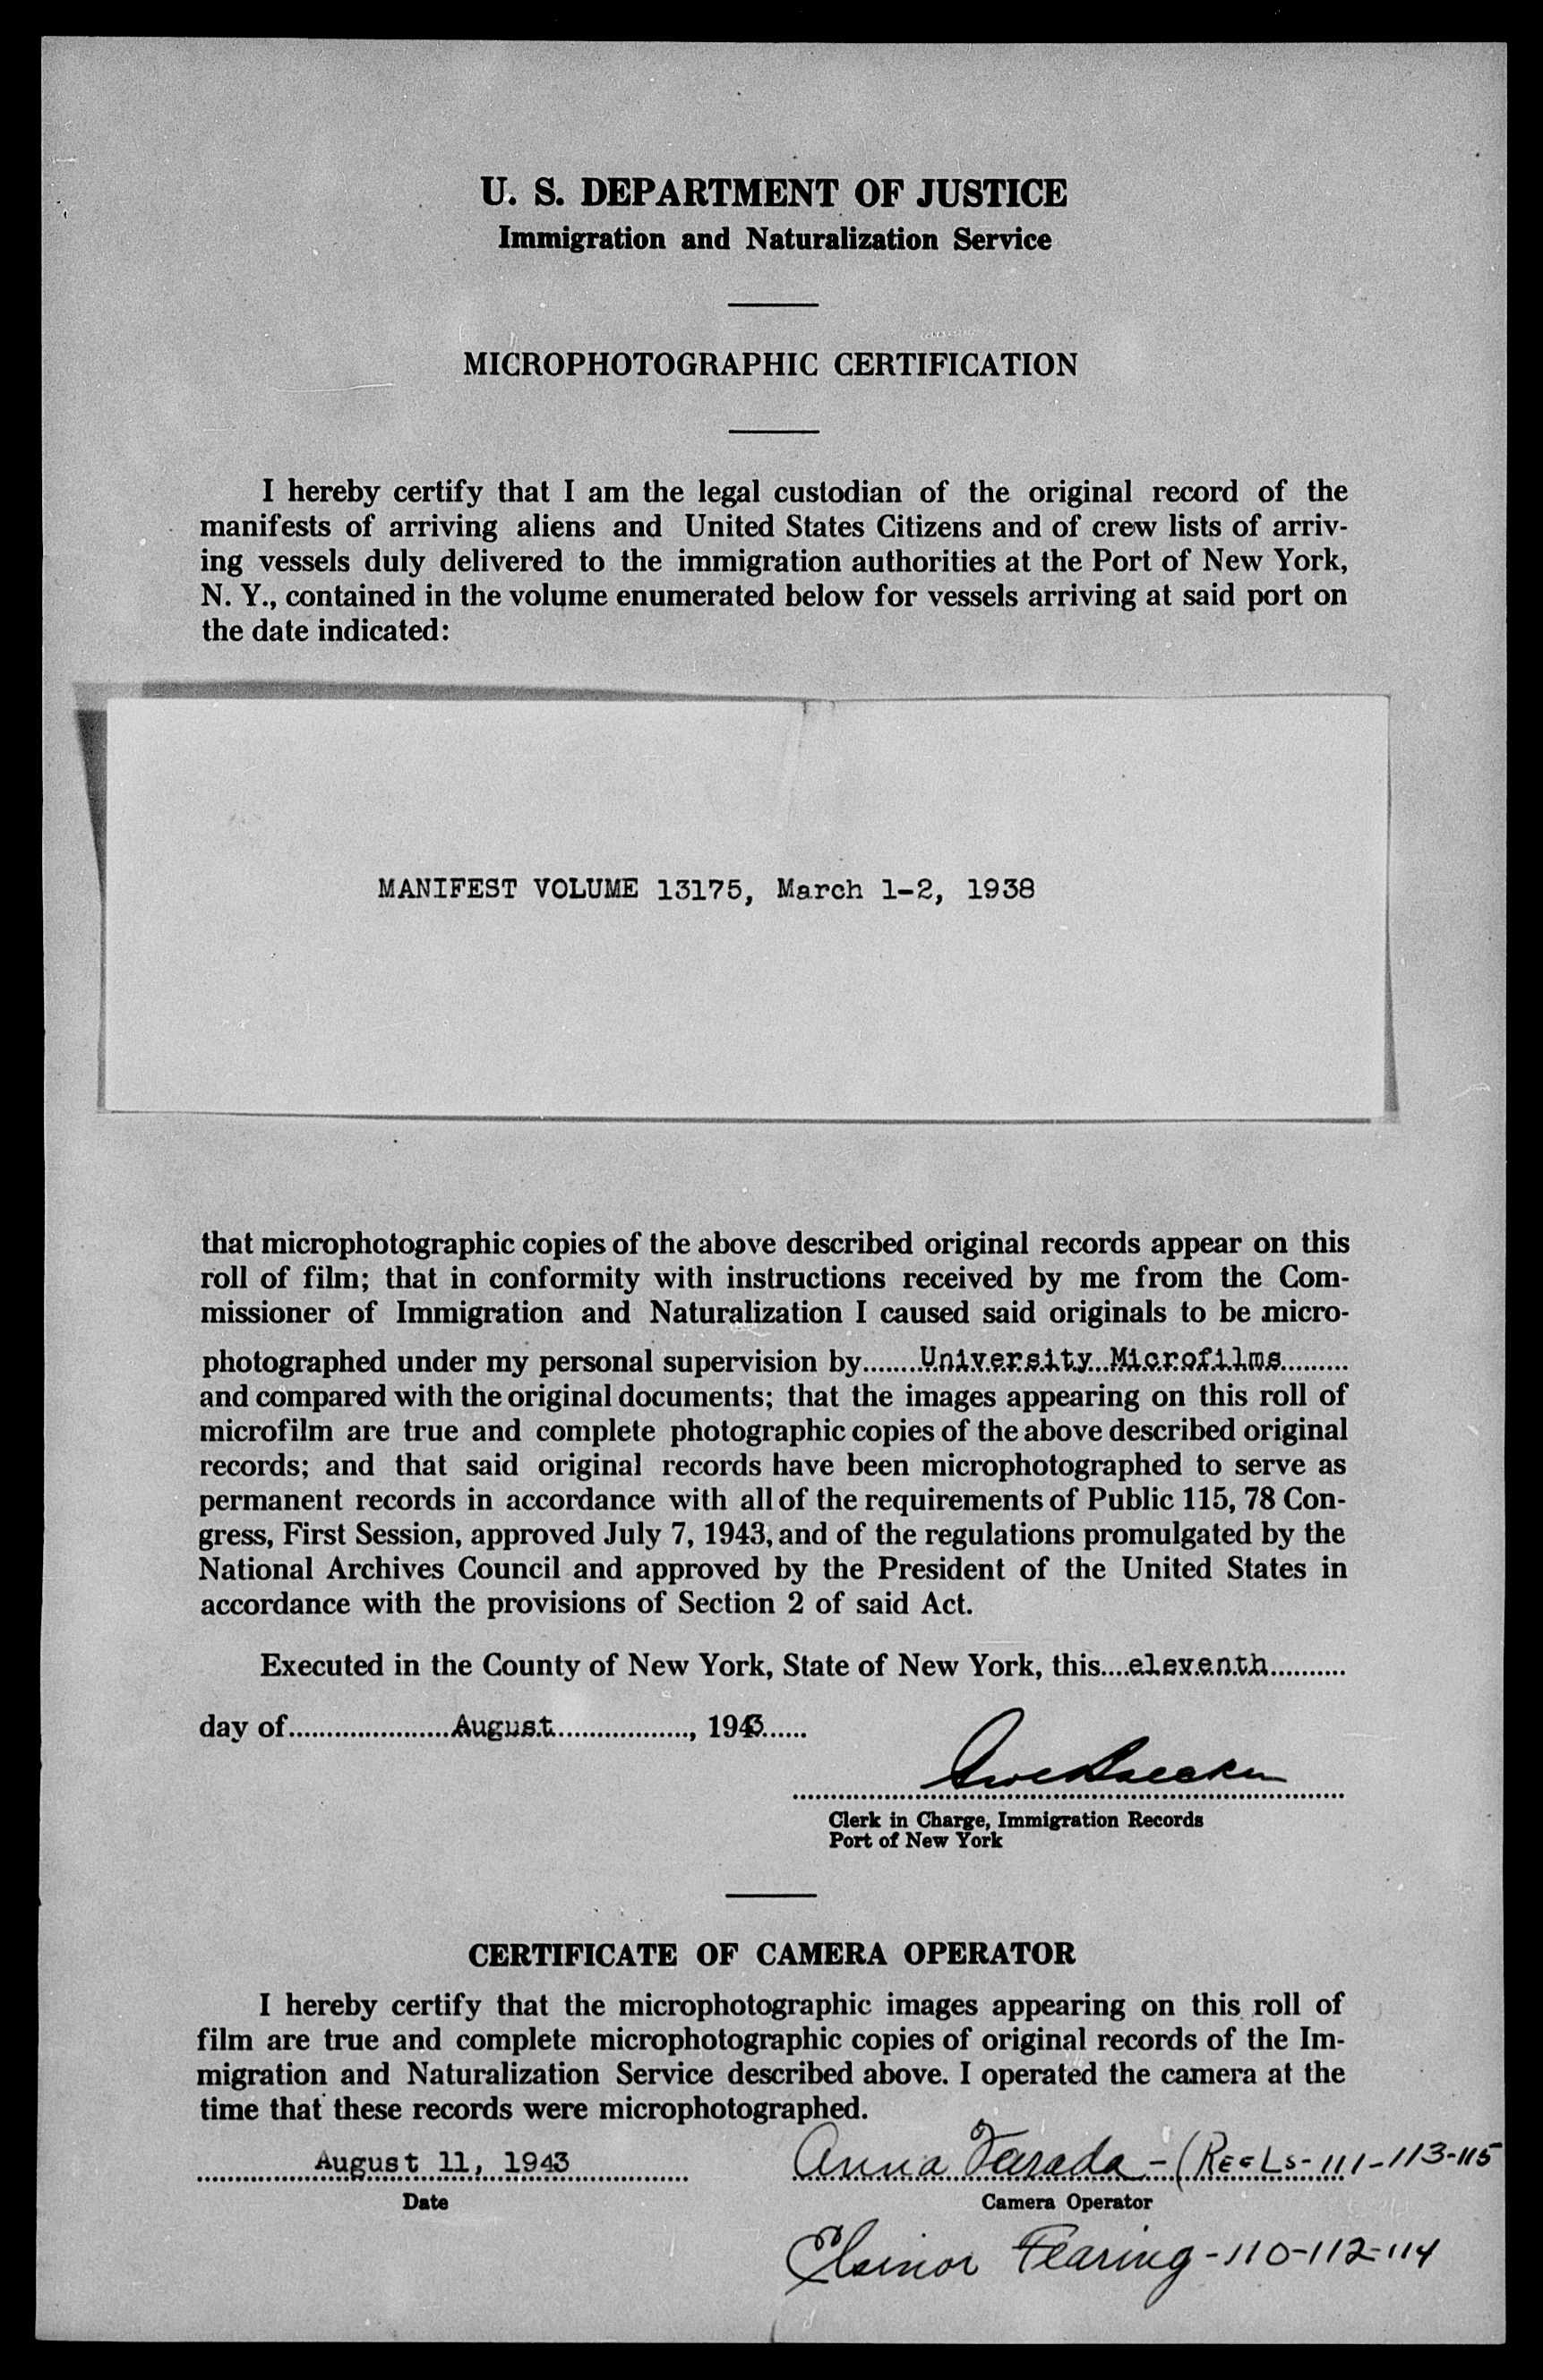 U. S. DEPARTMENT OF JUSTICE
Immigration and Naturalization Service
MICROPHOTOGRAPHIC CERTIFICATION
I hereby certify that I am the legal custodian of the original record of the
manifests of arriving aliens and United States Citizens and of crew lists of arriv-
ing vessels duly delivered to the immigration authorities at the Port of New York,
N. Y., contained in the volume enumerated below for vessels arriving at said port on
the date indicated:
MANIFEST VOLUME 13175, March 1-2, 1938
that microphotographic copies of the above described original records appear on this
roll of film; that in conformity with instructions received by me from the Com-
missioner of Immigration and Naturalization I caused said originals to be micro-
photographed under my personal supervision by.......University Microfilms.........
and compared with the original documents; that the images appearing on this roll of
microfilm are true and complete photographic copies of the above described original
records; and that said original records have been microphotographed to serve as
permanent records in accordance with all of the requirements of Public 115, 78 Con-
gress, First Session, approved July 7, 1943, and of the regulations promulgated by the
National Archives Council and approved by the President of the United States in
accordance with the provisions of Section 2 of said Act.
Executed in the County of New York, State of New York, this....eleventh..........
day of.....................August.................., 1943......
Clerk in Charge, Immigration Records
Port of New York
CERTIFICATE OF CAMERA OPERATOR
I hereby certify that the microphotographic images appearing on this roll of
film are true and complete microphotographic copies of original records of the Im-
migration and Naturalization Service described above. I operated the camera at the
time that these records were microphotographed.
August 11, 1943 Anna - (REELS-111-113-115
Date Camera Operator
Elainor Fearing-110-112-114